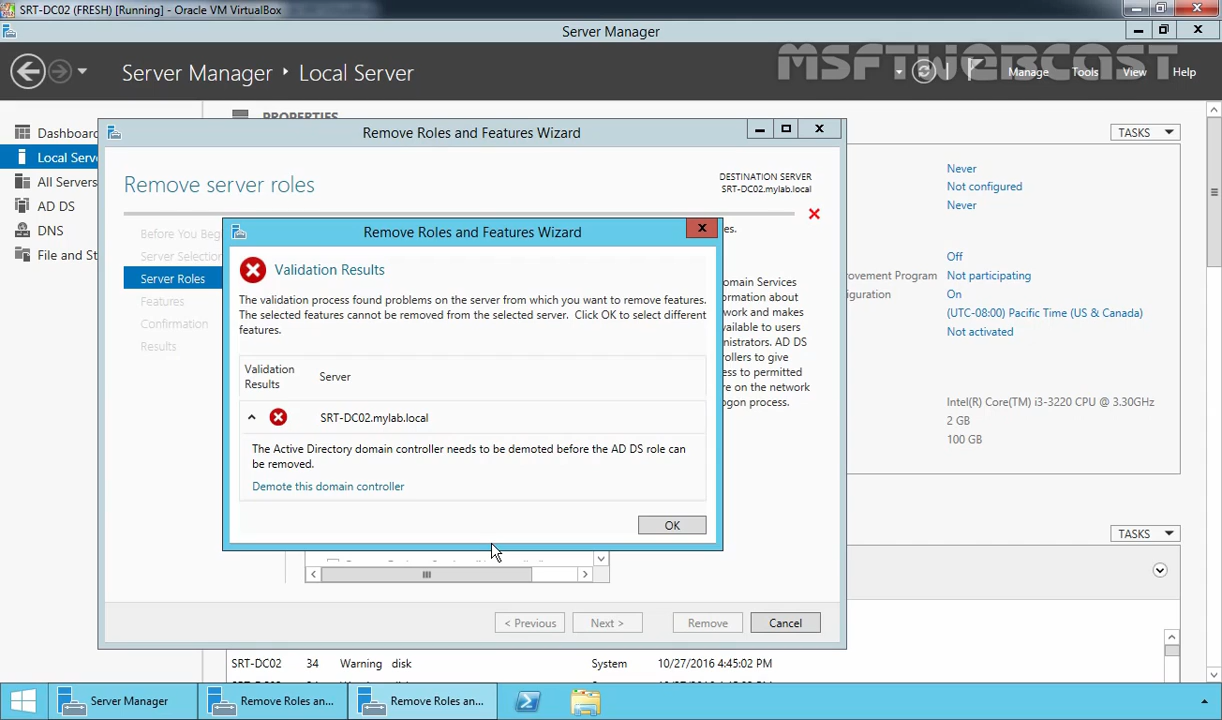 SRT-DC02 (FRESH) [Running] - Oracle VM VirtualBox
Server Manager
Server Manager ‣ Local Server
MSFTWEBCAST
Manage Tools View Help
PROPERTIES
TASKS
Dashboard
Local Serv
All Servers
AD DS
DNS
File and St
Never
Not configured
Never
Off
provement Program Not participating
figuration On
(UTC-08:00) Pacific Time (US & Canada)
Not activated
Intel(R) Core(TM) i3-3220 CPU @ 3.30GHz
2 GB
100 GB
TASKS
Remove Roles and Features Wizard
Remove server roles
DESTINATION SERVER
SRT-DC02.mylab.local
Before You Beg
Server Selection
Server Roles
Features
Confirmation
Results
es.
omain Services
ormation about
work and makes
vailable to users
inistrators. AD DS
ollers to give
ess to permitted
re on the network
ogon process.
Remove Roles and Features Wizard
Validation Results
The validation process found problems on the server from which you want to remove features.
The selected features cannot be removed from the selected server. Click OK to select different
features.
Validation
Results
Server
SRT-DC02.mylab.local
The Active Directory domain controller needs to be demoted before the AD DS role can
be removed.
Demote this domain controller
OK
< Previous Next > Remove Cancel
SRT-DC02 34 Warning disk System 10/27/2016 4:45:02 PM
Server Manager Remove Roles an... Remove Roles an...